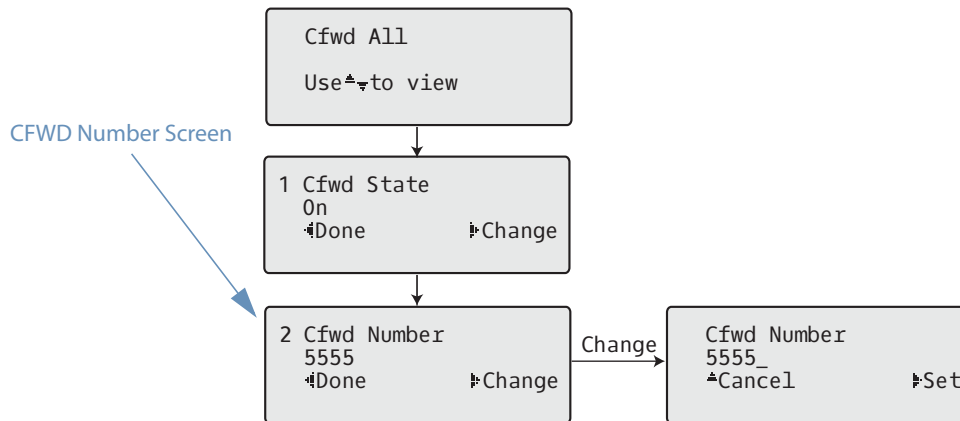 Cfwd All
Use to view
CFWD Number Screen
1 Cfwd State
On
Done Change
2 Cfwd Number
5555
Done Change
Change
Cfwd Number
5555_
Cancel Set